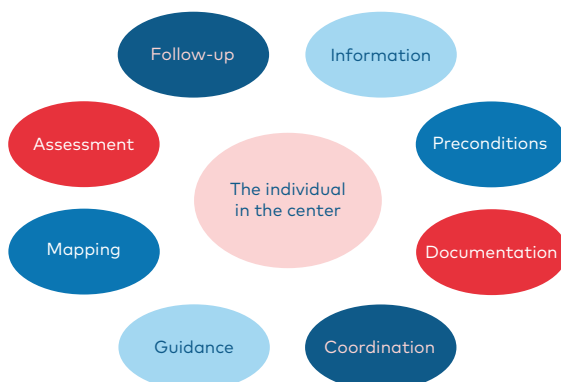 Follow-up
Information
Assessment
Preconditions
The individual
in the center
Mapping
Documentation
Guidance
Coordination